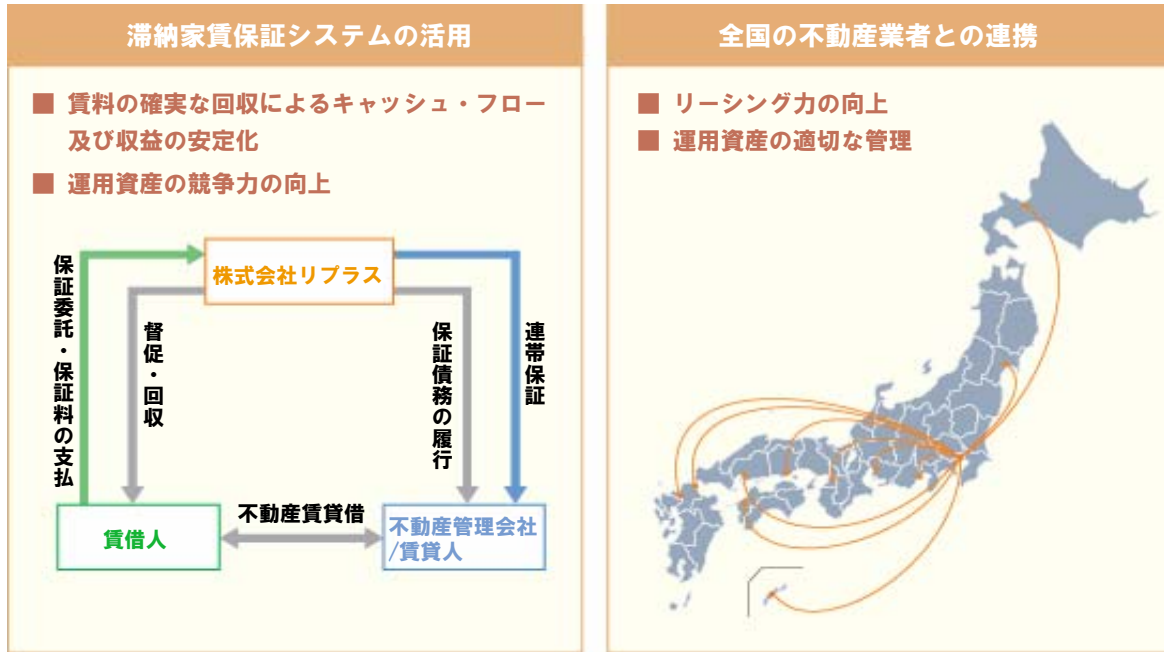 滞納家賃保証システムの活用
■ 賃料の確実な回収によるキャッシュ・フロー
及び収益の安定化
■ 運用資産の競争力の向上
株式会社リプラス
保証委託・保証料の支払
督促・回収
保証債務の履行
連帯保証
賃借人
不動産賃貸借
不動産管理会社
/賃貸人
全国の不動産業者との連携
■ リーシング力の向上
■ 運用資産の適切な管理